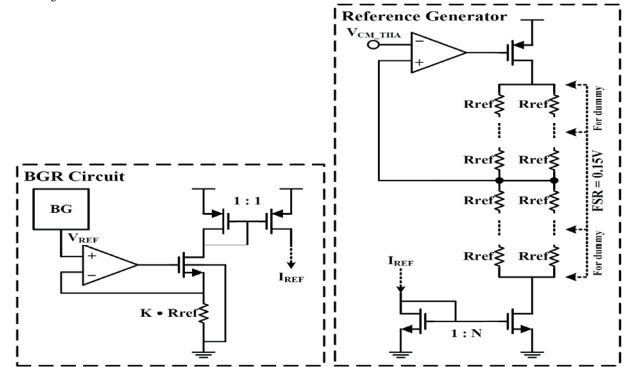 Reference Generator
V_CM_TIIA
−
+
Rref Rref
For dummy
Rref Rref
FSR = 0.15V
Rref Rref
Rref Rref
For dummy
I_REF
1 : N
BGR Circuit
BG
V_REF
+
−
1 : 1
I_REF
K • Rref